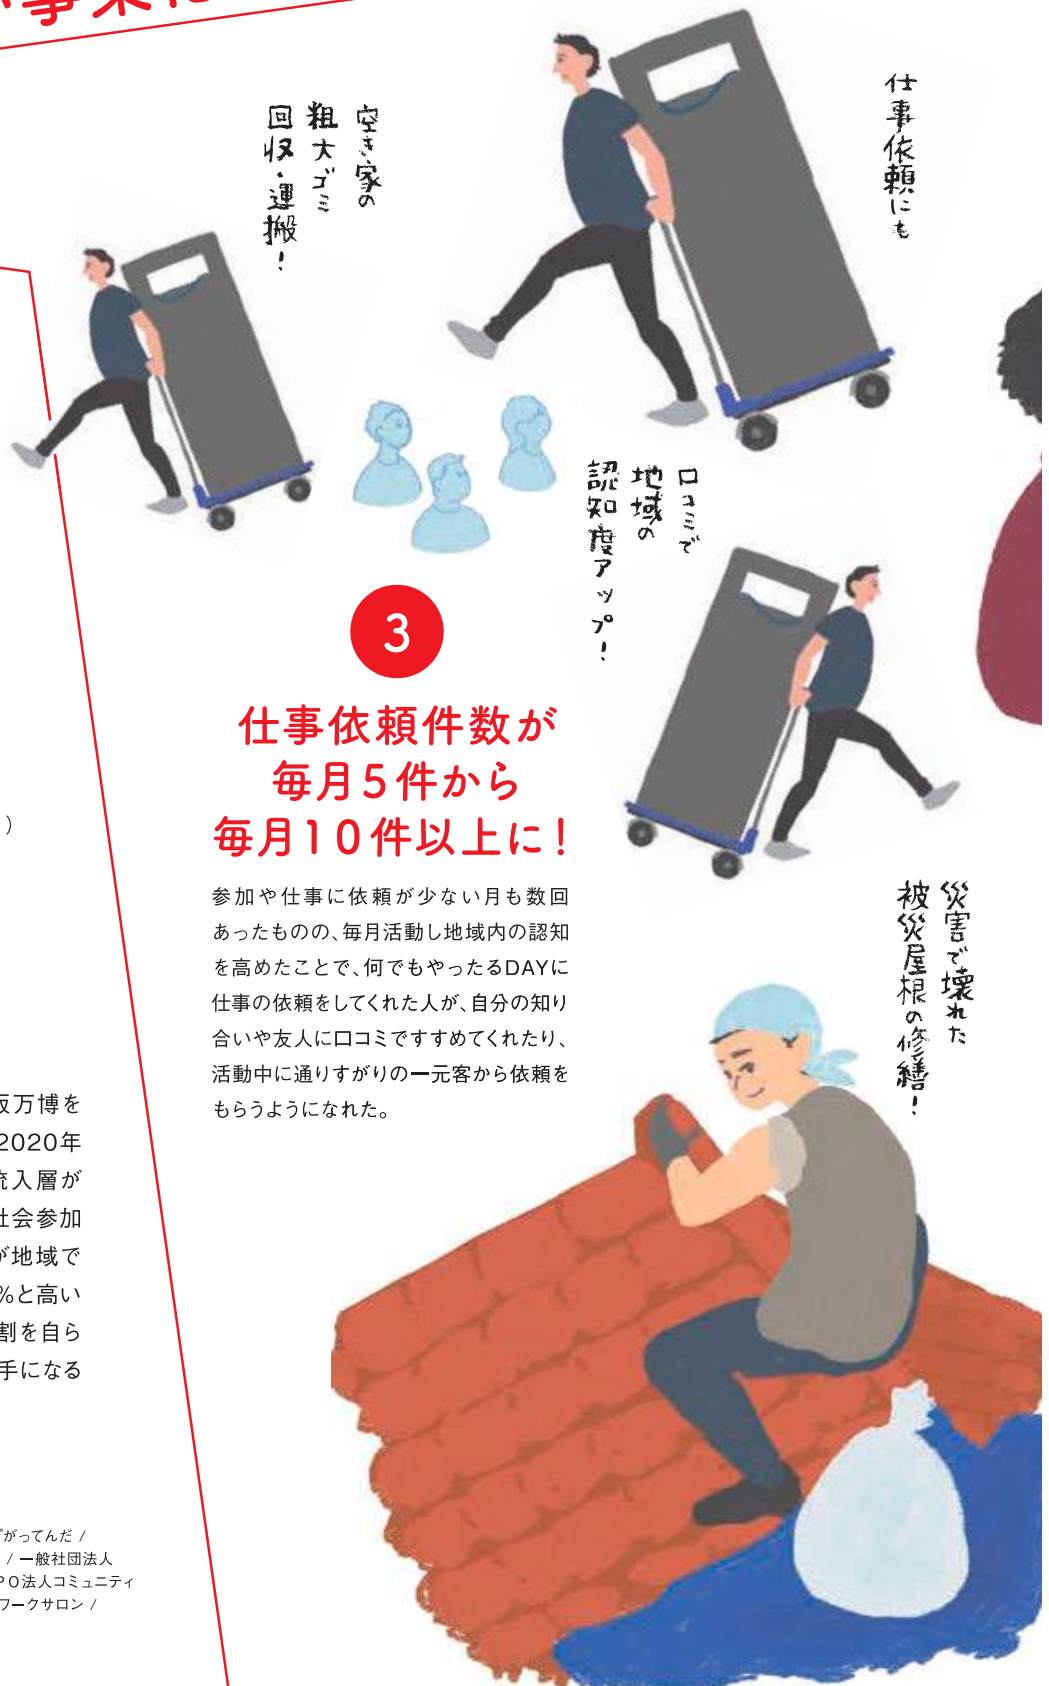 事業に
空き家の
粗大ゴミ
回収・運搬！
仕事依頼にも
口コミで
地域の
認知度アップ！
3
仕事依頼件数が
毎月5件から
毎月10件以上に！
参加や仕事に依頼が少ない月も数回
あったものの、毎月活動し地域内の認知
を高めたことで、何でもやったるDAYに
仕事の依頼をしてくれた人が、自分の知り
合いや友人に口コミですすめてくれたり、
活動中に通りすがりの一元客から依頼を
もらうようになれた。
災害で壊れた
被災屋根の修繕！
）
阪万博を
2020年
流入層が
社会参加
が地域で
%と高い
割を自ら
手になる
がってんだ /
/ 一般社団法人
PO法人コミュニティ
ワークサロン /